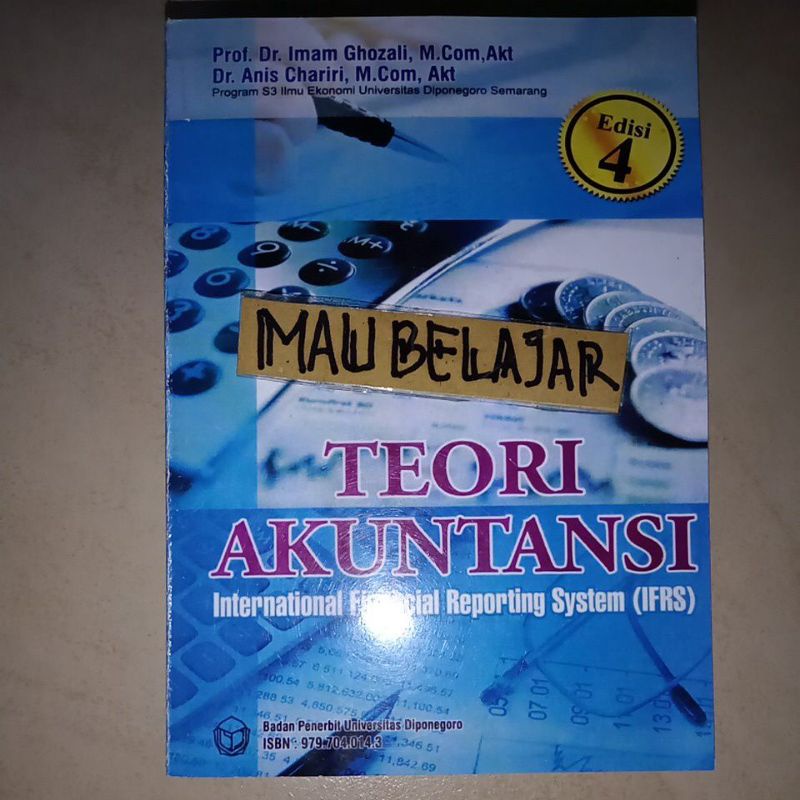 Prof. Dr. Imam Ghozali, M.Com,Akt
Dr. Anis Chariri, M.Com, Akt
Program S3 Ilmu Ekonomi Universitas Diponegoro Semarang
Edisi
4
MAU BELAJAR
TEORI
AKUNTANSI
International Financial Reporting System (IFRS)
Badan Penerbit Universitas Diponegoro
ISBN : 979.704.014.3